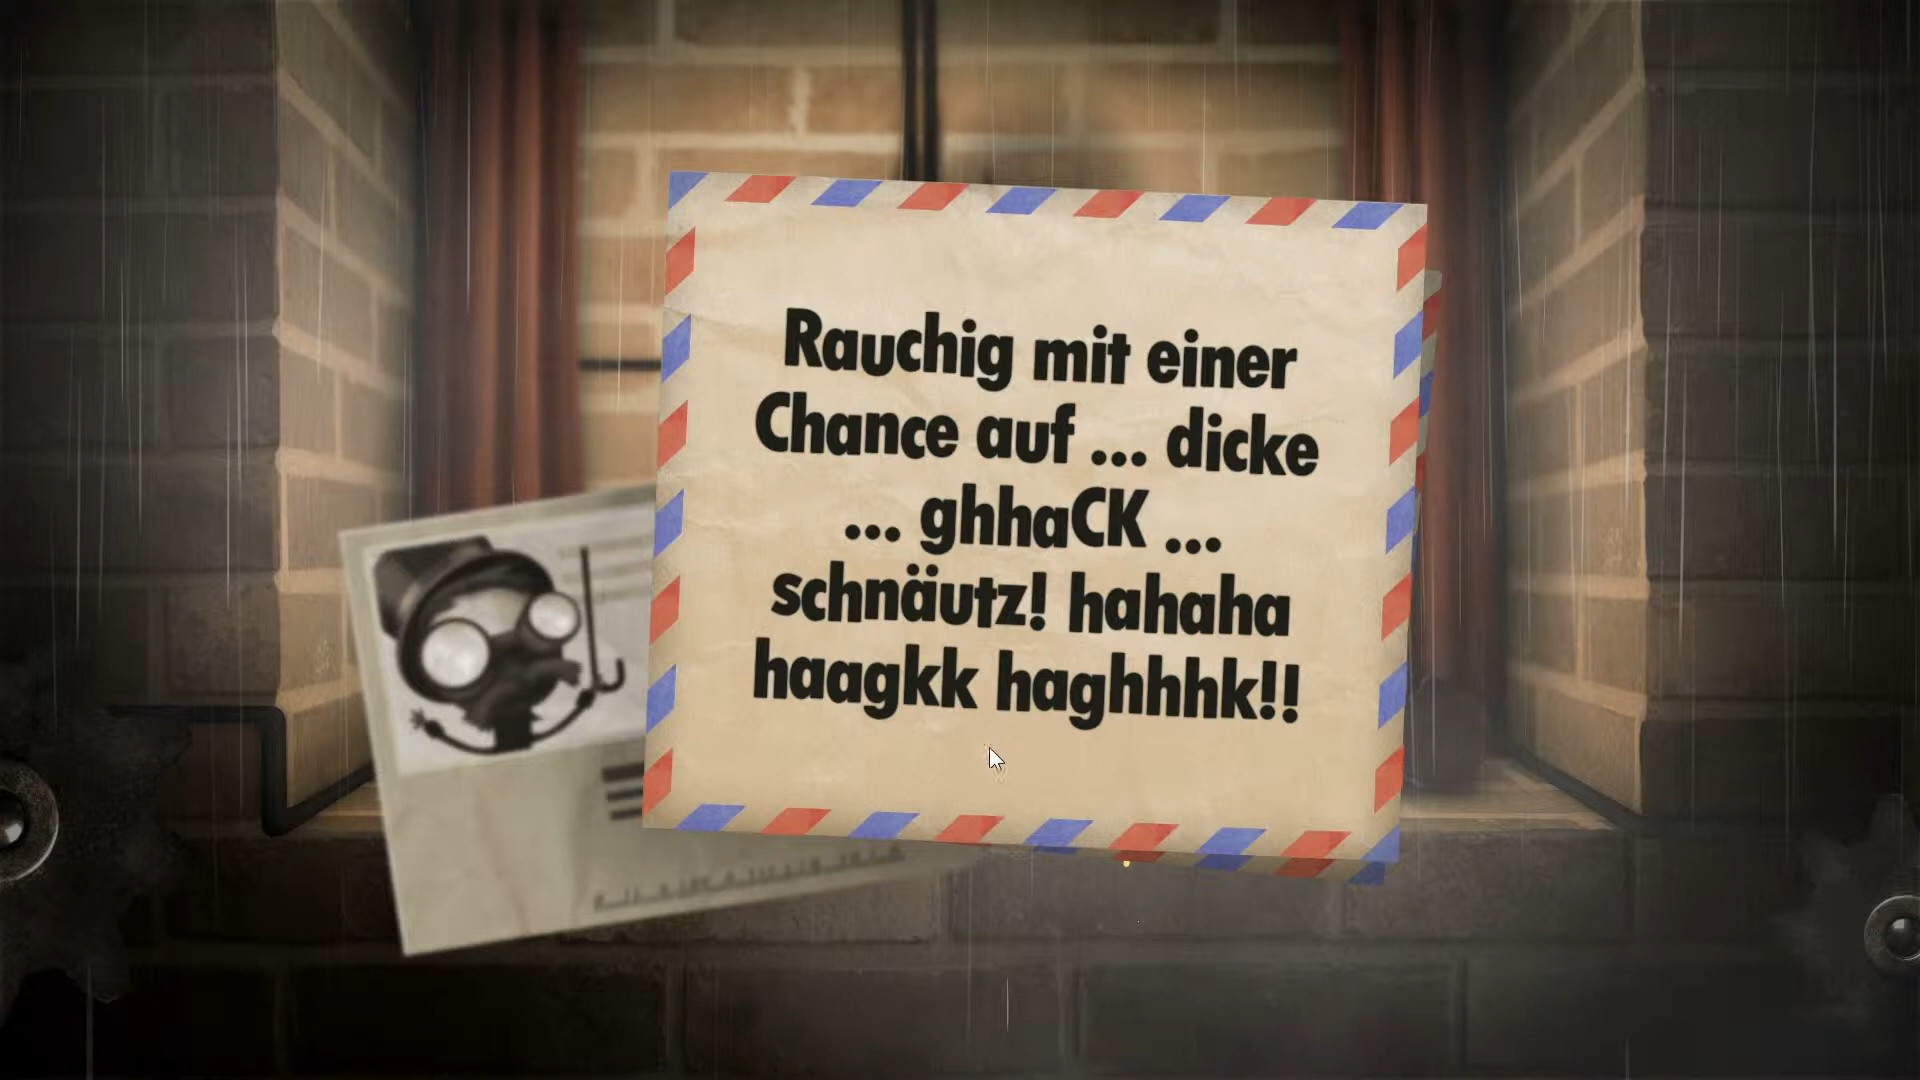 Rauchig mit einer
Chance auf ... dicke
... ghhaCK ...
schnäutz! hahaha
haagkk haghhhk!!